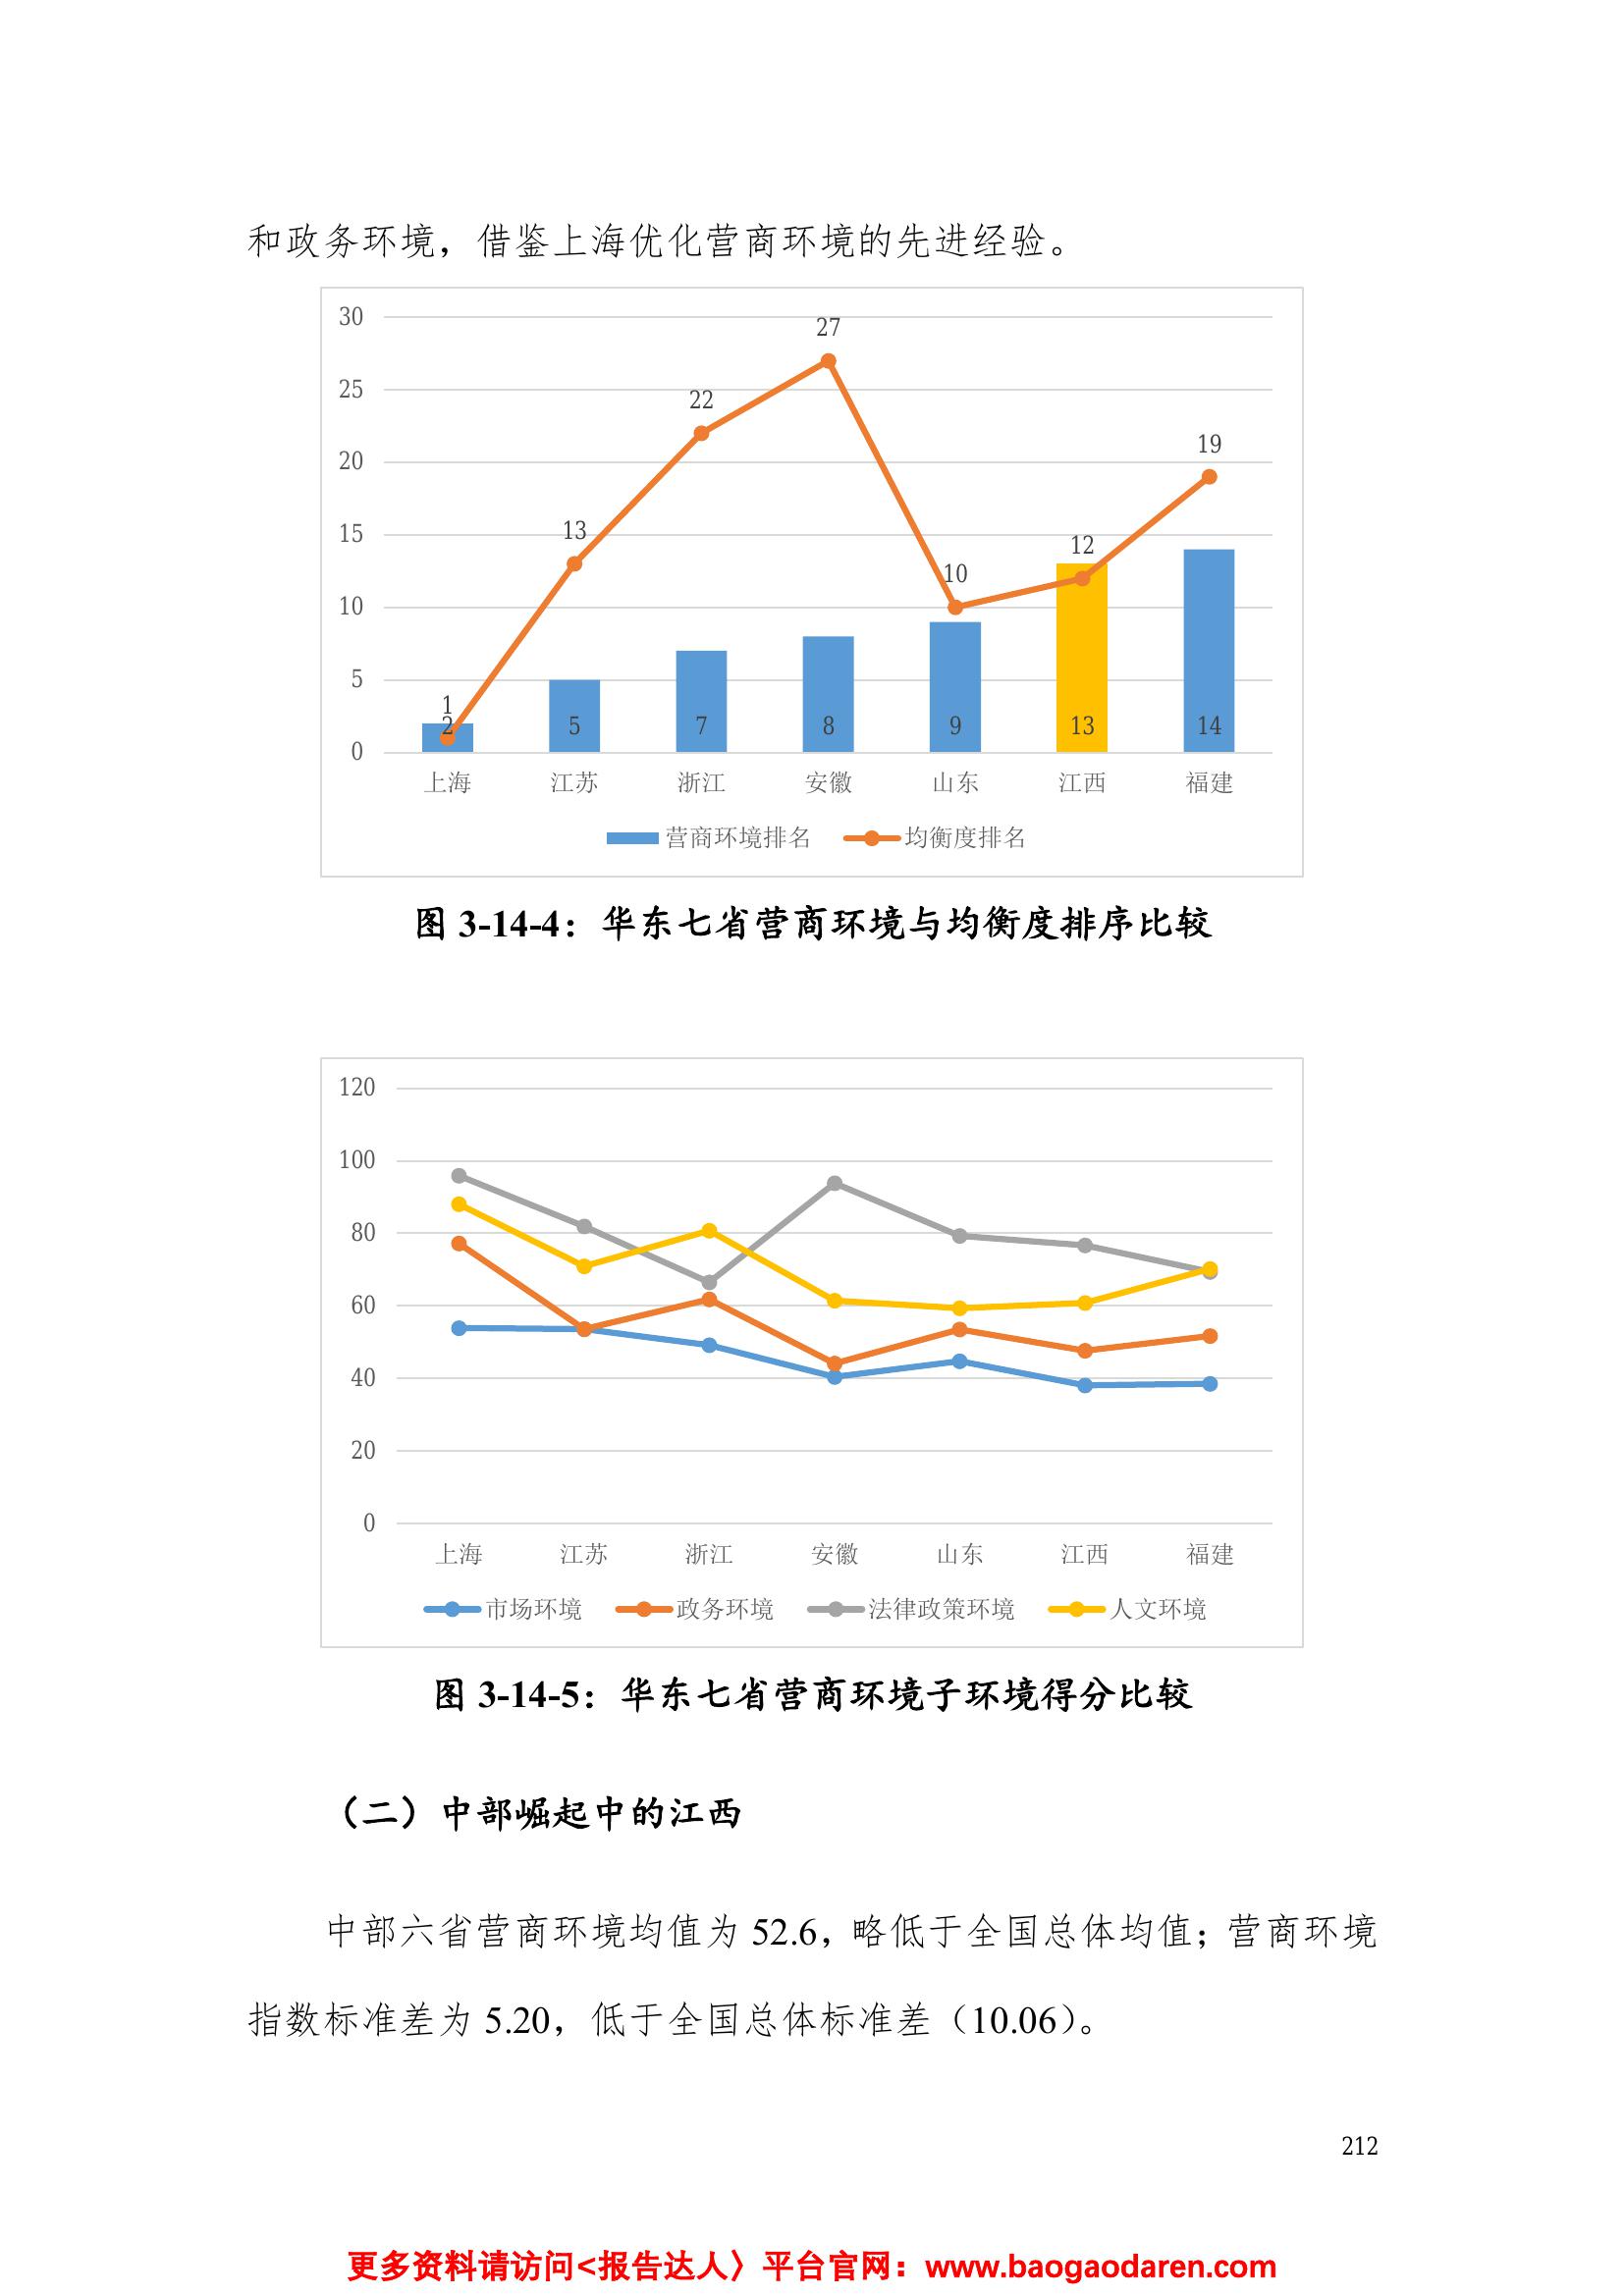 和政务环境，借鉴上海优化营商环境的先进经验。
30
25
20
15
10
5
0
1
13
22
27
10
12
19
2
5
7
8
9
13
14
上海 江苏 浙江 安徽 山东 江西 福建
营商环境排名 均衡度排名
图 3-14-4：华东七省营商环境与均衡度排序比较
120
100
80
60
40
20
0
上海 江苏 浙江 安徽 山东 江西 福建
市场环境 政务环境 法律政策环境 人文环境
图 3-14-5：华东七省营商环境子环境得分比较
（二）中部崛起中的江西
中部六省营商环境均值为 52.6，略低于全国总体均值；营商环境
指数标准差为 5.20，低于全国总体标准差（10.06）。
212
更多资料请访问<报告达人〉平台官网：www.baogaodaren.com